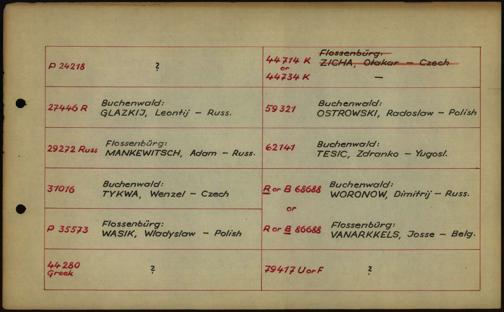 P 24218 ?
27446 R Buchenwald:
GLAZKIJ, Leontij – Russ.
29272 Russ Flossenbürg:
MANKEWITSCH, Adam – Russ.
31016 Buchenwald:
TYKWA, Wenzel – Czech
P 35573 Flossenbürg:
WASIK, Władysław – Polish
44280 ?
Greek
44714 K Flossenbürg:
or ZICHA, Otakar – Czech
44734 K —
59321 Buchenwald:
OSTROWSKI, Radoslaw – Polish
62141 Buchenwald:
TESIC, Zdranko – Yugosl.
R or B 68688 Buchenwald:
WORONOW, Dimitrij – Russ.
or
R or B 86688 Flossenbürg:
VANARKKELS, Josse – Belg.
79417 U or F ?